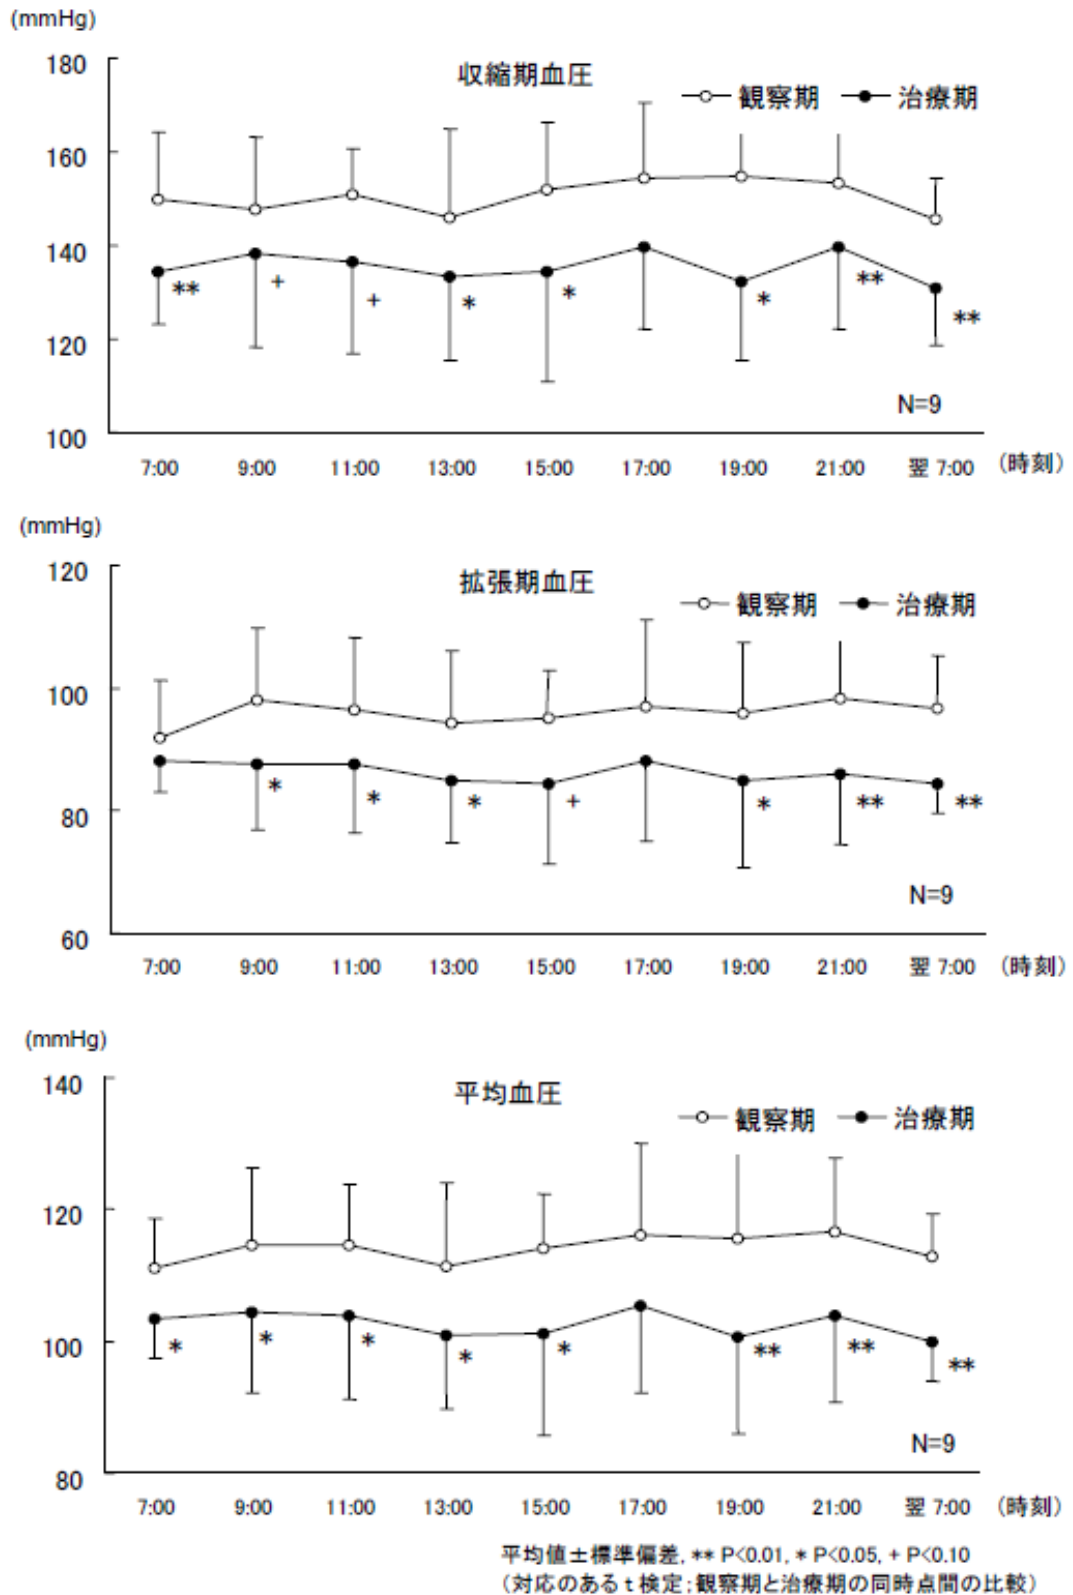 (mmHg)
180
収縮期血圧
観察期 治療期
160
140
** + + * * * ** **
120
N=9
100
7:00 9:00 11:00 13:00 15:00 17:00 19:00 21:00 翌 7:00 (時刻)
(mmHg)
120
拡張期血圧
観察期 治療期
100
80
* * * + * ** **
N=9
60
7:00 9:00 11:00 13:00 15:00 17:00 19:00 21:00 翌 7:00 (時刻)
(mmHg)
140
平均血圧
観察期 治療期
120
100
* * * * * ** ** **
N=9
80
7:00 9:00 11:00 13:00 15:00 17:00 19:00 21:00 翌 7:00 (時刻)
平均値±標準偏差, ** P<0.01, * P<0.05, + P<0.10
(対応のあるt検定;観察期と治療期の同時点間の比較)